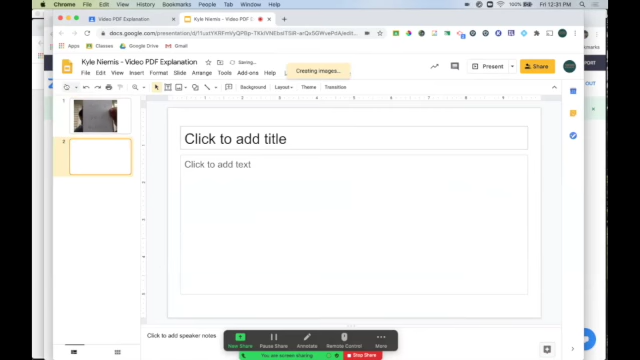 Chrome File Edit View History Bookmarks People Tab Window Help
100% Fri 12:31 PM
Video PDF Explanation
Kyle Niemis - Video PDF E
docs.google.com/presentation/d/
Apps Classes Google Drive Gmail
Kyle Niemis - Video PDF Explanation
Saving...
File Edit View Insert Format Slide Arrange Tools Add-ons Help
Creating images...
Present
Share
Background Layout Theme Transition
1
2
Click to add title
Click to add text
Click to add speaker notes
New Share Pause Share Annotate Remote Control More
You are screen sharing Stop Share